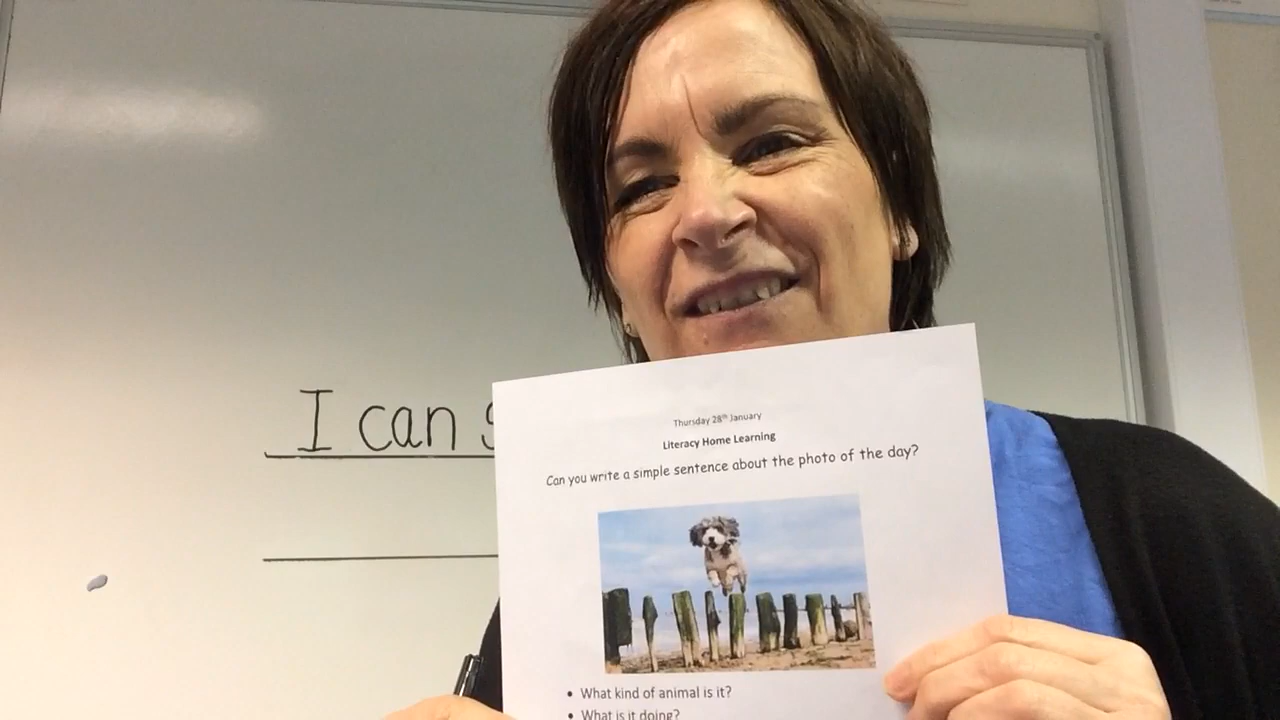 I can
Thursday 28th January
Literacy Home Learning
Can you write a simple sentence about the photo of the day?
• What kind of animal is it?
• What is it doing?